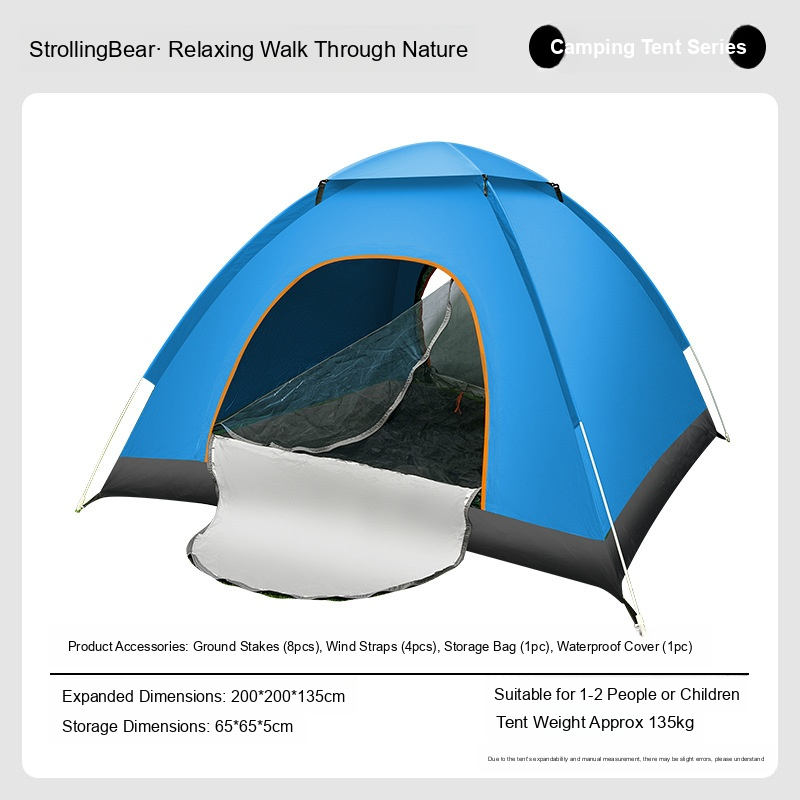 StrollingBear· Relaxing Walk Through Nature
Camping Tent Series
Product Accessories: Ground Stakes (8pcs), Wind Straps (4pcs), Storage Bag (1pc), Waterproof Cover (1pc)
Expanded Dimensions: 200*200*135cm
Suitable for 1-2 People or Children
Storage Dimensions: 65*65*5cm
Tent Weight Approx 135kg
Due to the tent's expandability and manual measurement, there may be slight errors, please understand